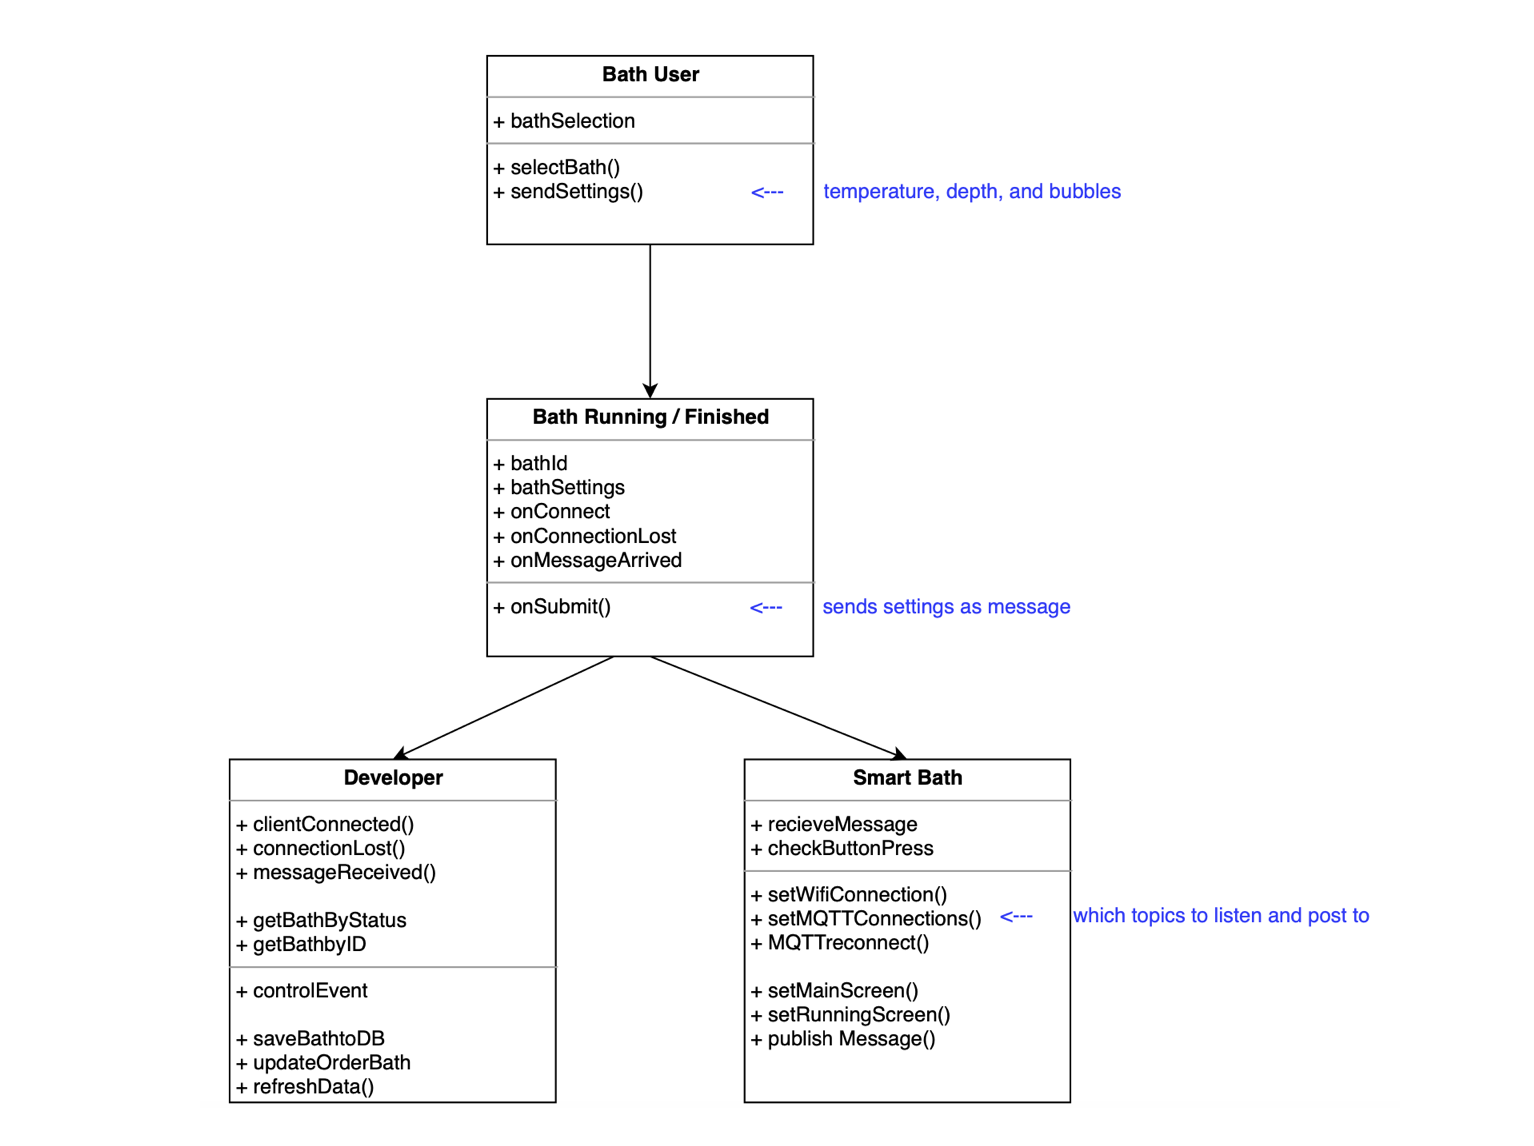 Bath User
+ bathSelection
+ selectBath()
+ sendSettings() <--- temperature, depth, and bubbles
Bath Running / Finished
+ bathId
+ bathSettings
+ onConnect
+ onConnectionLost
+ onMessageArrived
+ onSubmit() <--- sends settings as message
Developer
+ clientConnected()
+ connectionLost()
+ messageReceived()
+ getBathByStatus
+ getBathbyID
+ controlEvent
+ saveBathtoDB
+ updateOrderBath
+ refreshData()
Smart Bath
+ recieveMessage
+ checkButtonPress
+ setWifiConnection()
+ setMQTTConnections() <--- which topics to listen and post to
+ MQTTreconnect()
+ setMainScreen()
+ setRunningScreen()
+ publish Message()